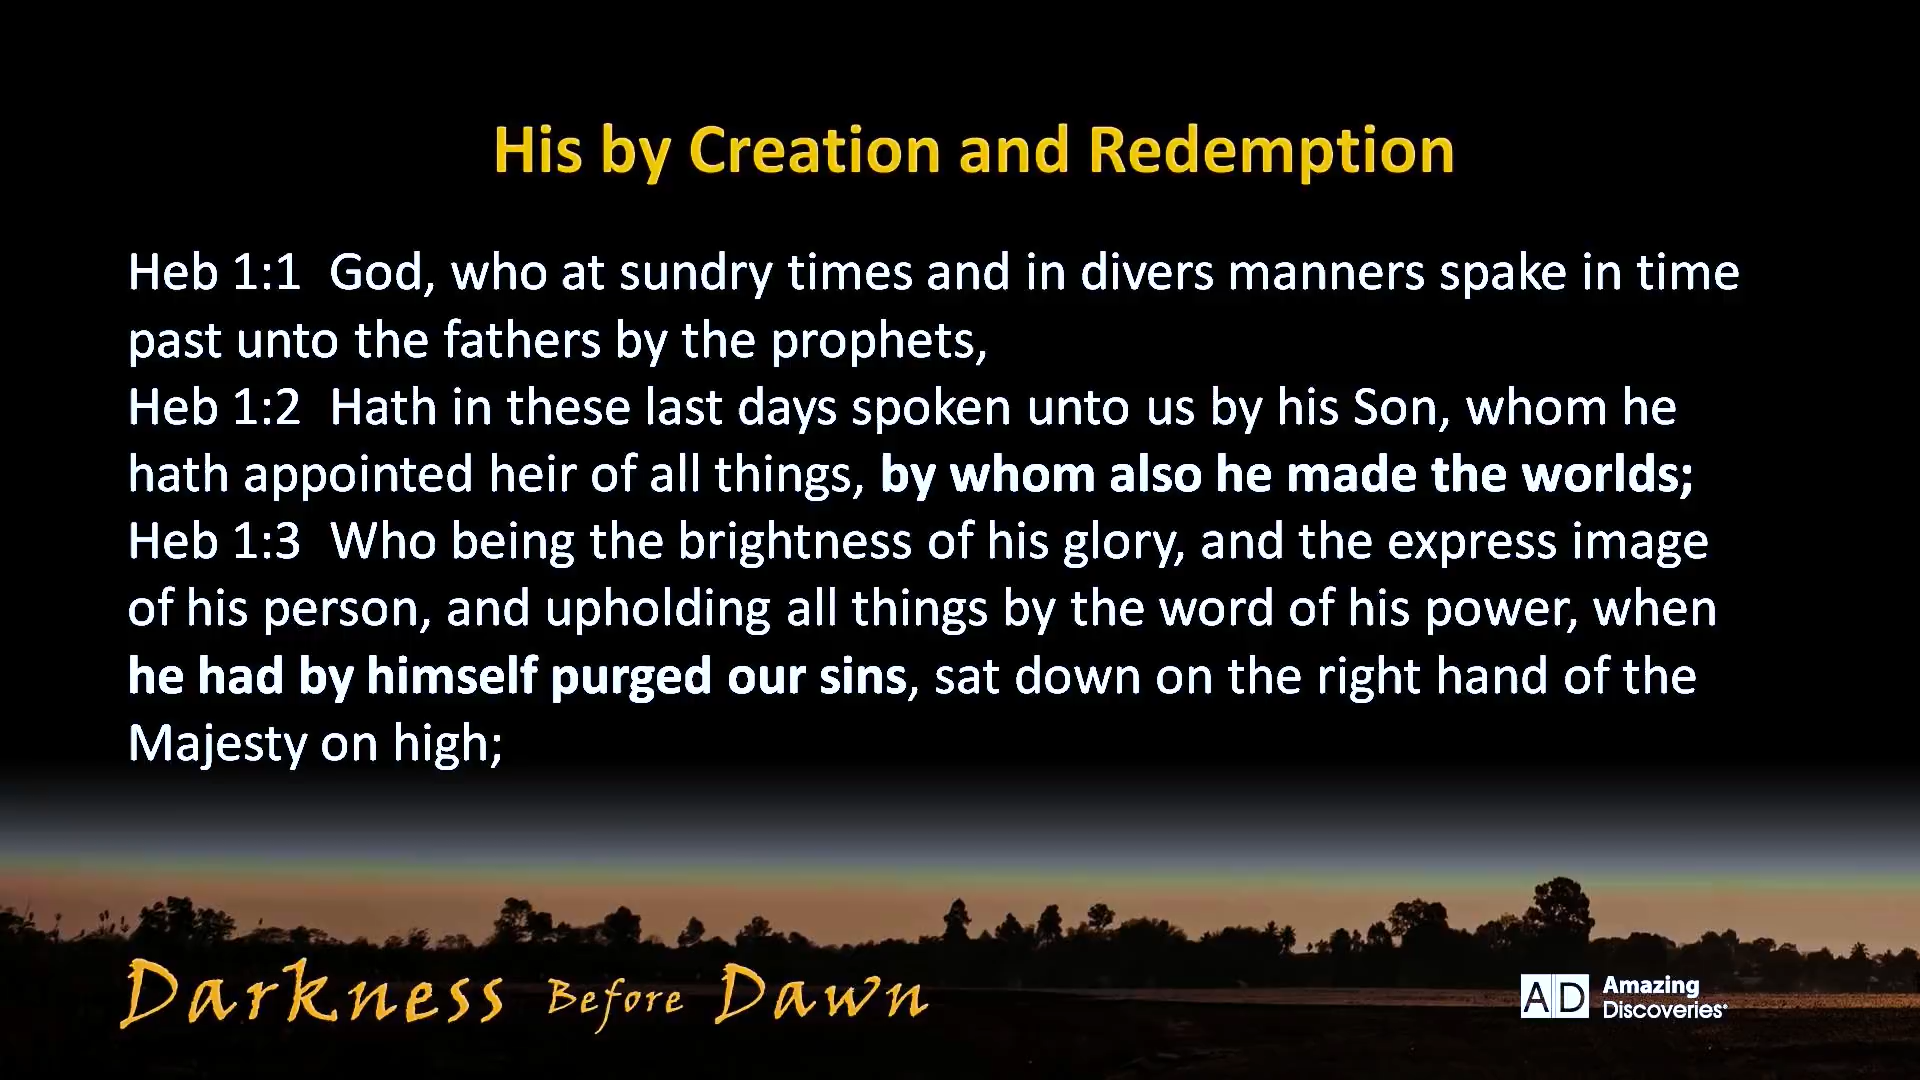 His by Creation and Redemption
Heb 1:1  God, who at sundry times and in divers manners spake in time
past unto the fathers by the prophets,
Heb 1:2  Hath in these last days spoken unto us by his Son, whom he
hath appointed heir of all things, by whom also he made the worlds;
Heb 1:3  Who being the brightness of his glory, and the express image
of his person, and upholding all things by the word of his power, when
he had by himself purged our sins, sat down on the right hand of the
Majesty on high;
Darkness Before Dawn
AD Amazing
Discoveries